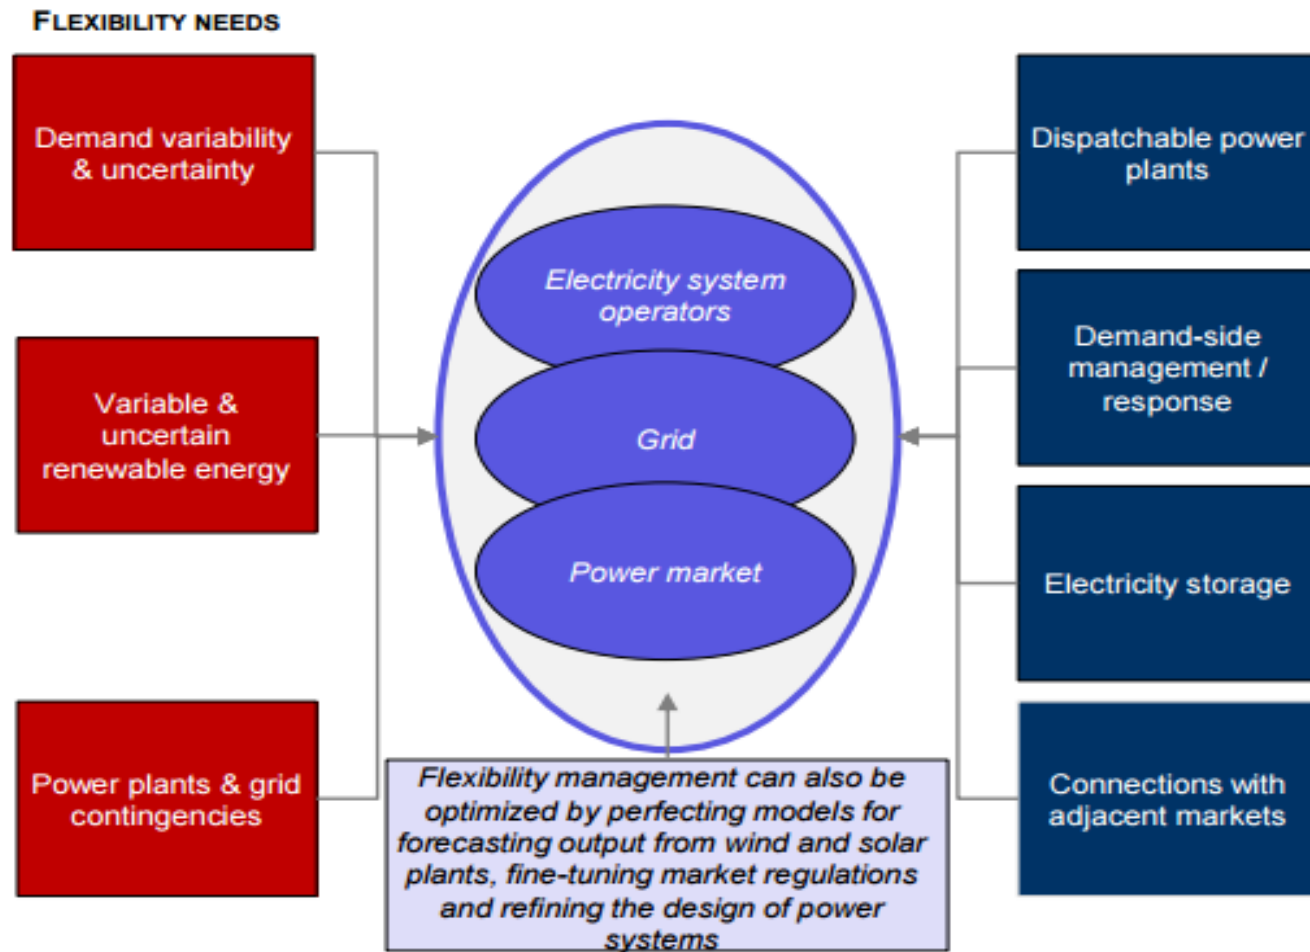 FLEXIBILITY NEEDS
Demand variability
& uncertainty
Variable &
uncertain
renewable energy
Power plants & grid
contingencies
Electricity system
operators
Grid
Power market
Flexibility management can also be
optimized by perfecting models for
forecasting output from wind and solar
plants, fine-tuning market regulations
and refining the design of power
systems
Dispatchable power
plants
Demand-side
management /
response
Electricity storage
Connections with
adjacent markets